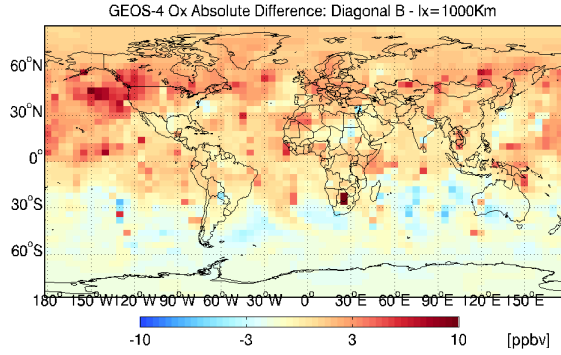 GEOS-4 Ox Absolute Difference: Diagonal B - lx=1000Km
60°N
30°N
0°
30°S
60°S
180°W 150°W 120°W 90°W 60°W 30°W 0° 30°E 60°E 90°E 120°E 150°E
-10 -3 3 10 [ppbv]